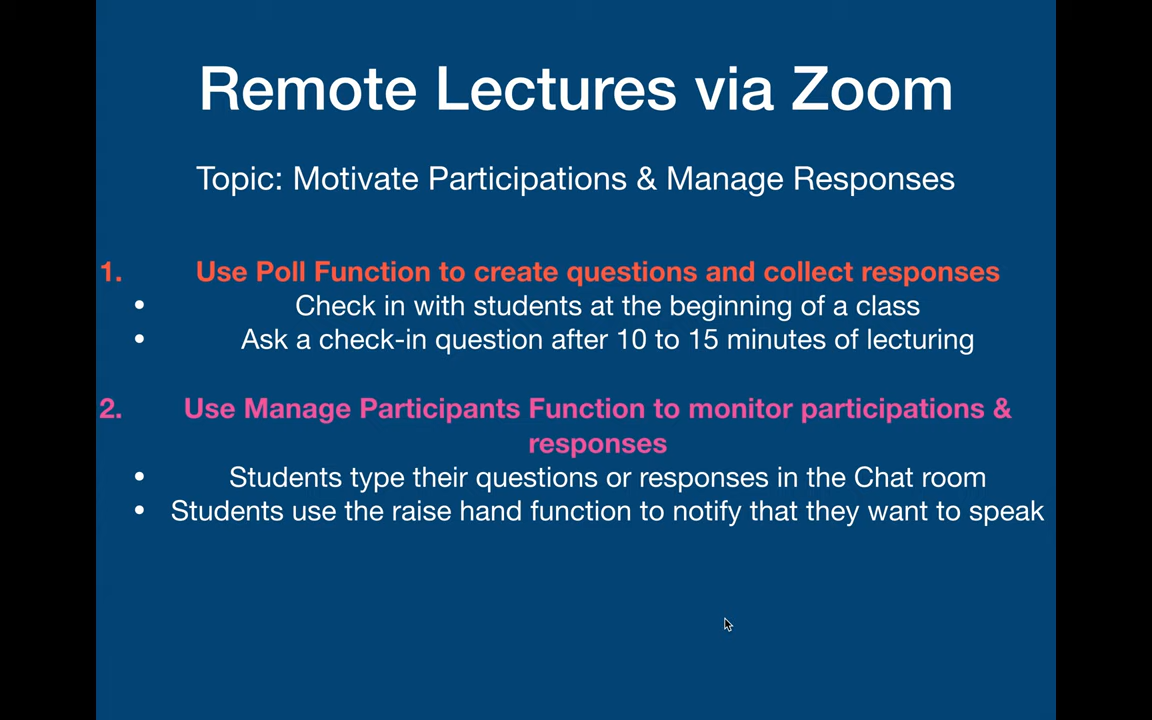 Remote Lectures via Zoom
Topic: Motivate Participations & Manage Responses
1. Use Poll Function to create questions and collect responses
• Check in with students at the beginning of a class
• Ask a check-in question after 10 to 15 minutes of lecturing
2. Use Manage Participants Function to monitor participations &
responses
• Students type their questions or responses in the Chat room
• Students use the raise hand function to notify that they want to speak